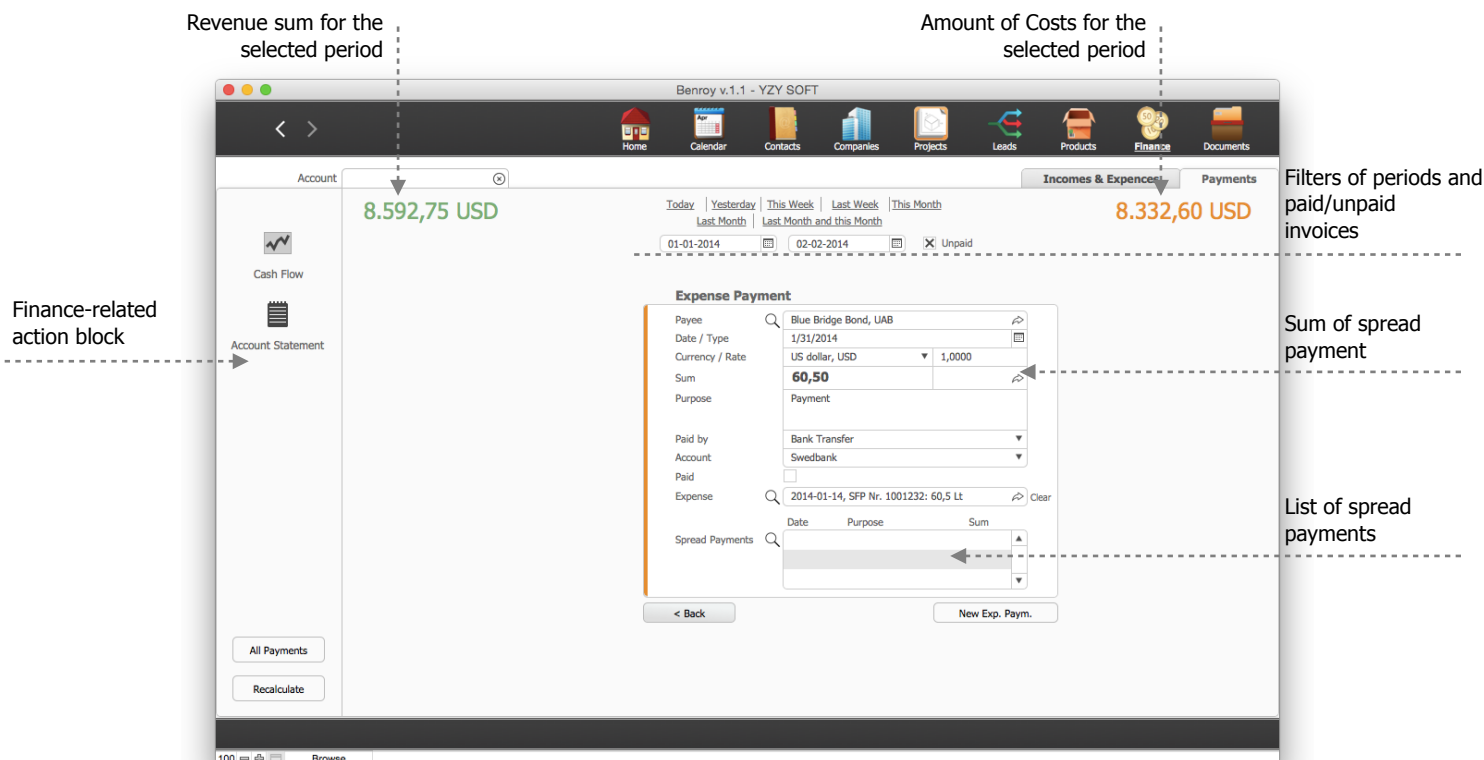 Revenue sum for the
selected period
Amount of Costs for the
selected period
Benroy v.1.1 - YZY SOFT
Apr
50
Home
Calendar
Contacts
Companies
Projects
Leads
Products
Finance
Documents
Account
Incomes & Expences
Payments
8.592,75 USD
Today Yesterday This Week Last Week This Month
Last Month Last Month and this Month
8.332,60 USD
01-01-2014
02-02-2014
Unpaid
Filters of periods and
paid/unpaid
invoices
Cash Flow
Account Statement
Finance-related
action block
Expense Payment
Payee Blue Bridge Bond, UAB
Date / Type 1/31/2014
Currency / Rate US dollar, USD 1,0000
Sum 60,50
Purpose Payment
Paid by Bank Transfer
Account Swedbank
Paid
Expense 2014-01-14, SFP Nr. 1001232: 60,5 Lt Clear
Date Purpose Sum
Spread Payments
Sum of spread
payment
List of spread
payments
< Back
New Exp. Paym.
All Payments
Recalculate
100 Browse